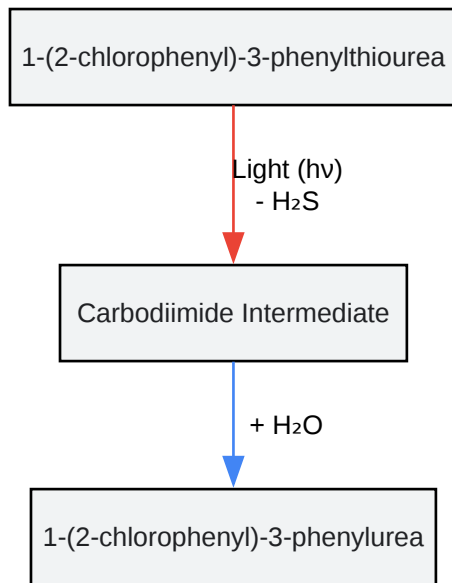 1-(2-chlorophenyl)-3-phenylthiourea
Light (hν)
- H₂S
Carbodiimide Intermediate
+ H₂O
1-(2-chlorophenyl)-3-phenylurea